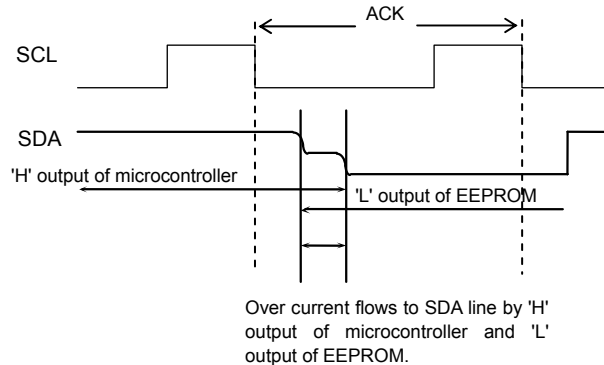 ACK
SCL
SDA
'H' output of microcontroller
'L' output of EEPROM
Over current flows to SDA line by 'H'
output of microcontroller and 'L'
output of EEPROM.